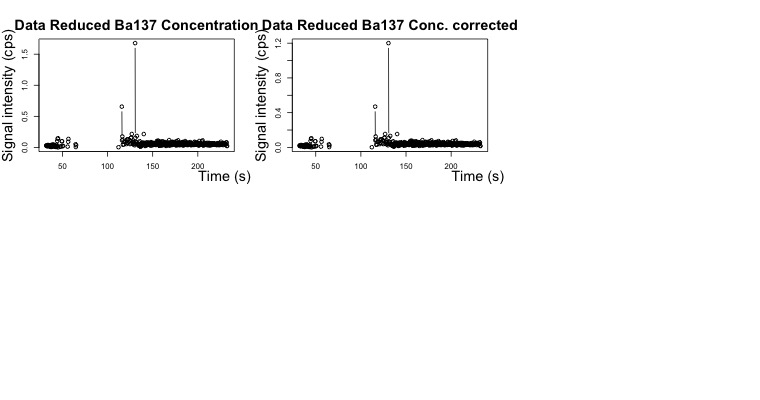 Data Reduced Ba137 Concentration
Signal intensity (cps)
0.0 0.5 1.0 1.5
50 100 150 200
Time (s)
Data Reduced Ba137 Conc. corrected
Signal intensity (cps)
0.0 0.4 0.8 1.2
50 100 150 200
Time (s)